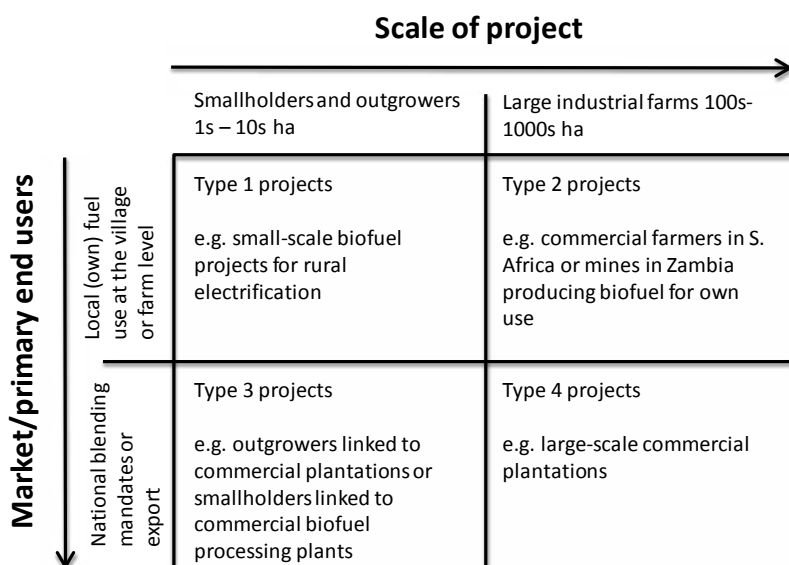 Scale of project
Smallholders and outgrowers
1s – 10s ha
Large industrial farms 100s-
1000s ha
Market/primary end users
Local (own) fuel
use at the village
or farm level
Type 1 projects
e.g. small-scale biofuel
projects for rural
electrification
Type 2 projects
e.g. commercial farmers in S.
Africa or mines in Zambia
producing biofuel for own
use
National blending
mandates or
export
Type 3 projects
e.g. outgrowers linked to
commercial plantations or
smallholders linked to
commercial biofuel
processing plants
Type 4 projects
e.g. large-scale commercial
plantations